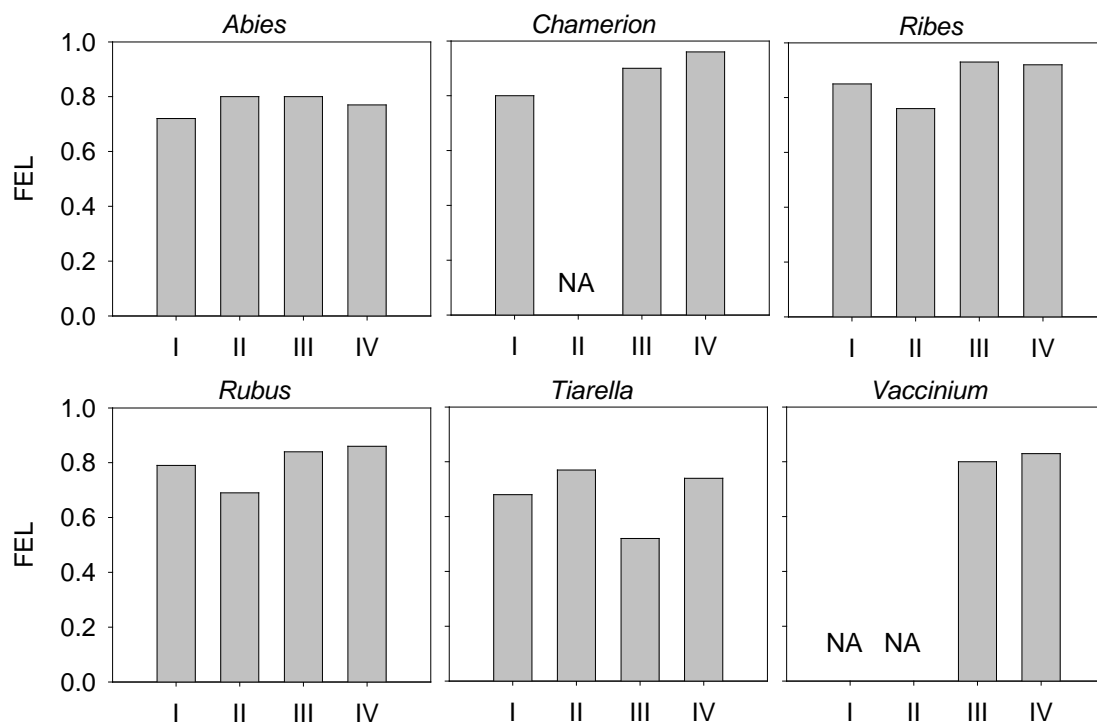 Abies Chamerion Ribes
1.0
0.8
0.6
0.4
0.2
0.0
FEL
NA
I II III IV I II III IV I II III IV
Rubus Tiarella Vaccinium
1.0
0.8
0.6
0.4
0.2
0.0
FEL
NA NA
I II III IV I II III IV I II III IV